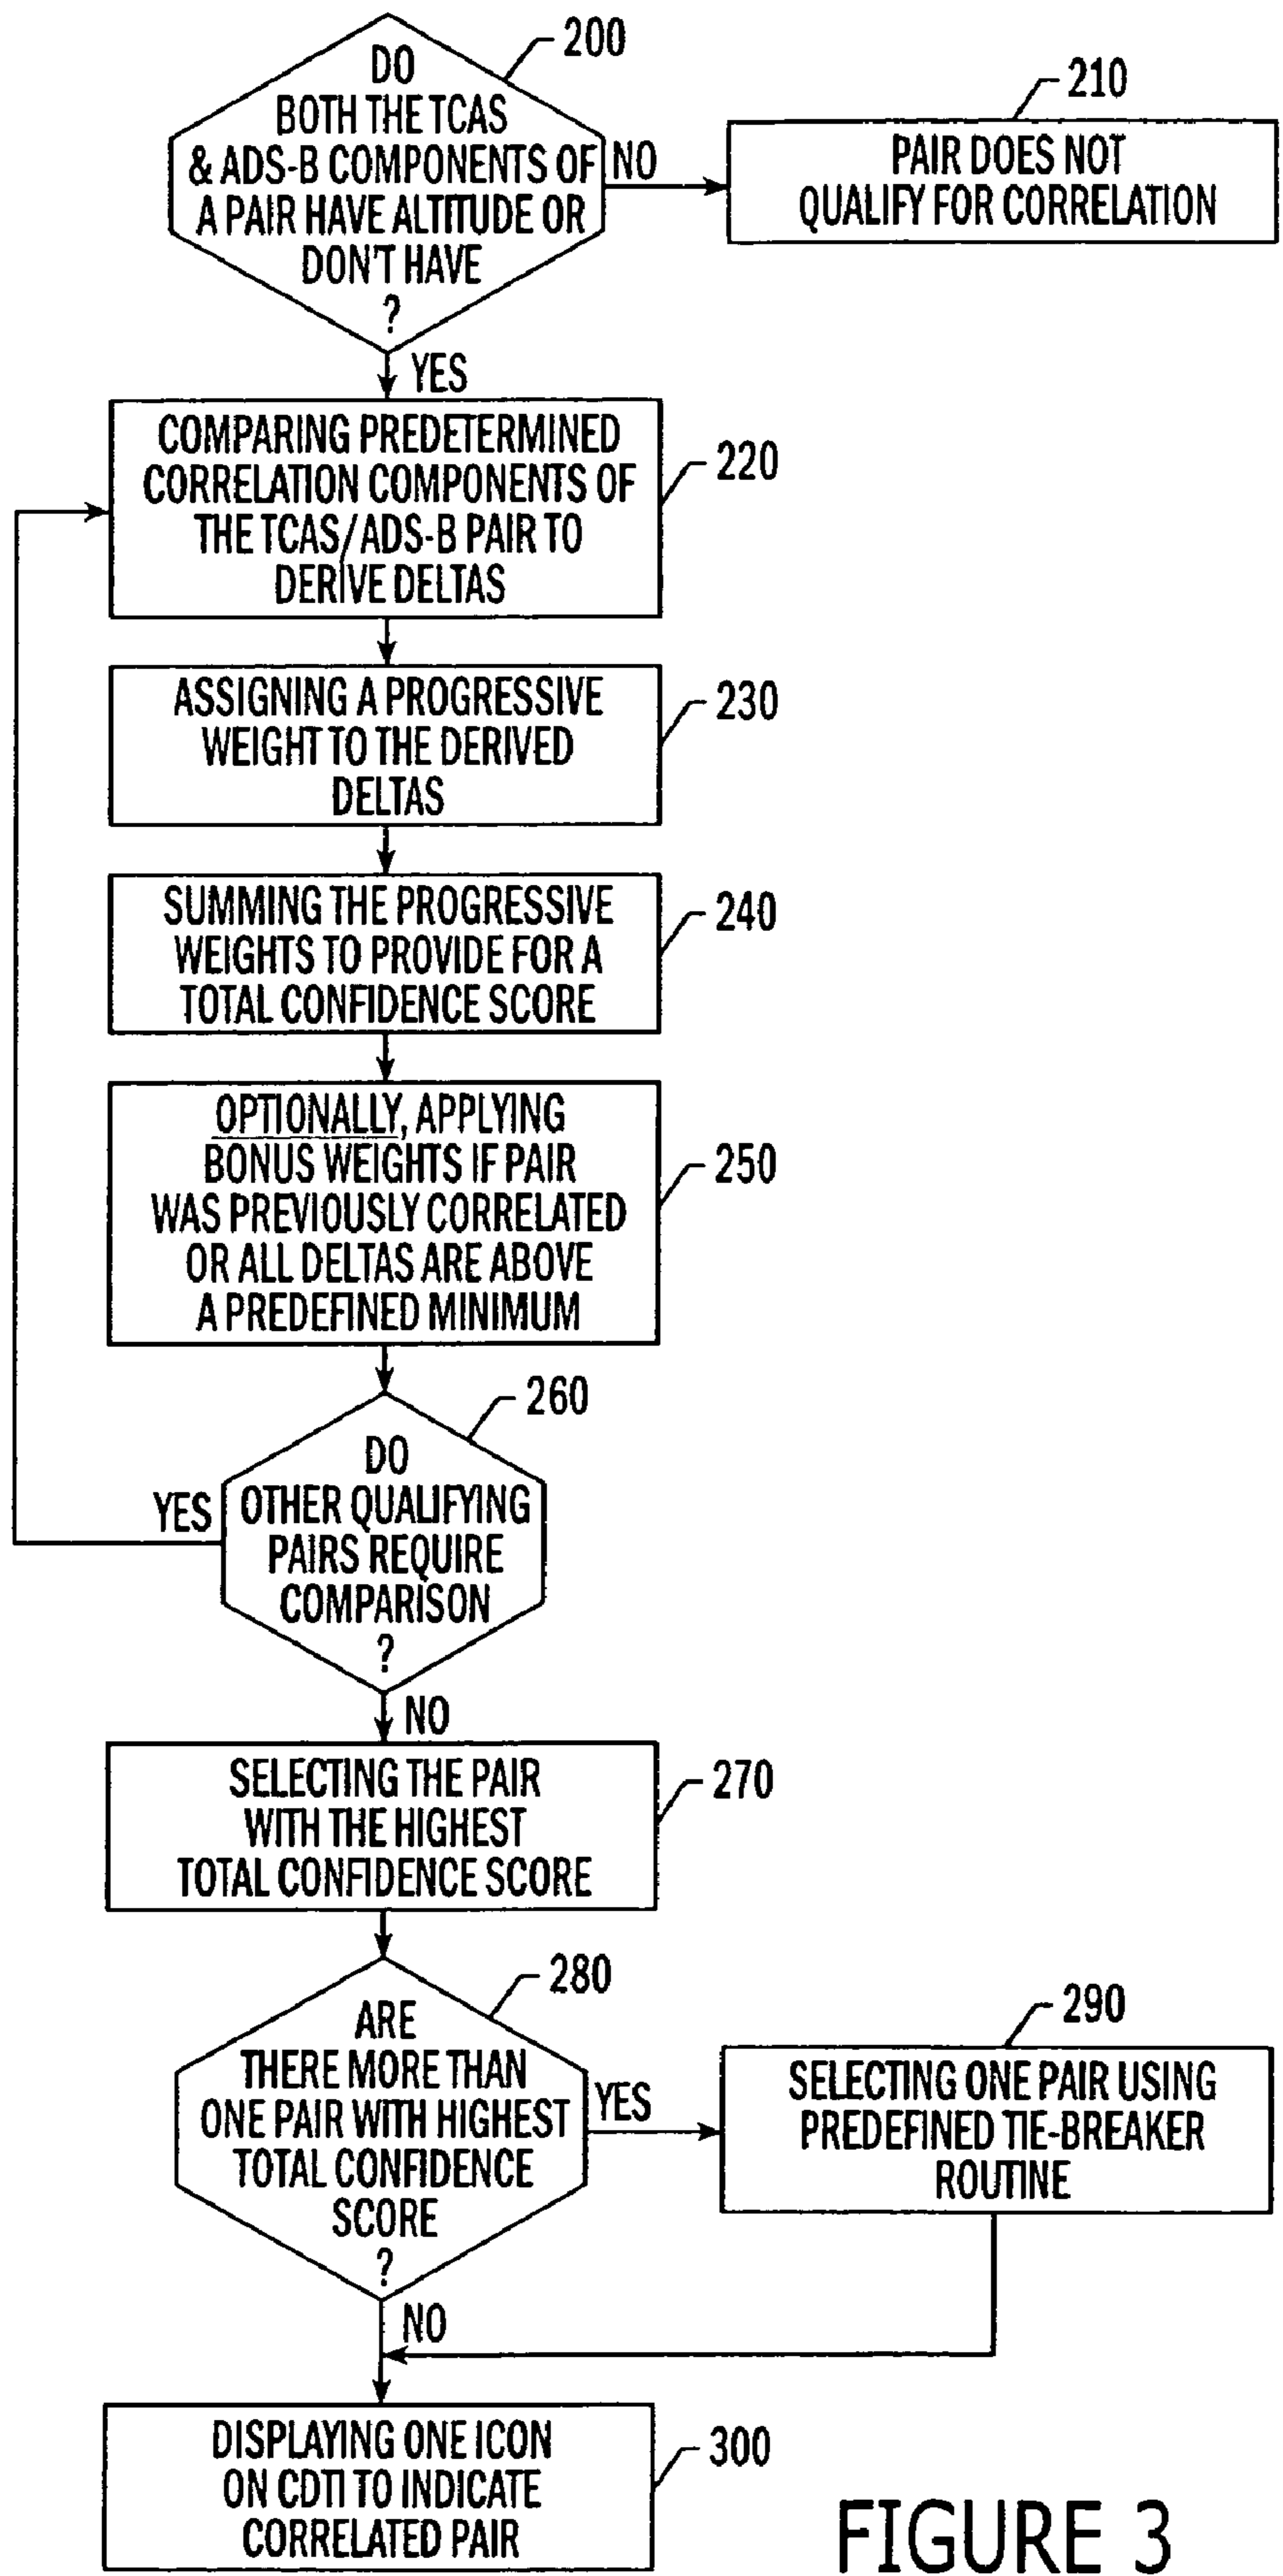 200
DO
BOTH THE TCAS
& ADS-B COMPONENTS OF
A PAIR HAVE ALTITUDE OR
DON'T HAVE
?
NO
210
PAIR DOES NOT
QUALIFY FOR CORRELATION
YES
COMPARING PREDETERMINED
CORRELATION COMPONENTS OF
THE TCAS/ADS-B PAIR TO
DERIVE DELTAS
220
ASSIGNING A PROGRESSIVE
WEIGHT TO THE DERIVED
DELTAS
230
SUMMING THE PROGRESSIVE
WEIGHTS TO PROVIDE FOR A
TOTAL CONFIDENCE SCORE
240
OPTIONALLY, APPLYING
BONUS WEIGHTS IF PAIR
WAS PREVIOUSLY CORRELATED
OR ALL DELTAS ARE ABOVE
A PREDEFINED MINIMUM
250
260
DO
OTHER QUALIFYING
PAIRS REQUIRE
COMPARISON
?
YES
NO
SELECTING THE PAIR
WITH THE HIGHEST
TOTAL CONFIDENCE SCORE
270
280
ARE
THERE MORE THAN
ONE PAIR WITH HIGHEST
TOTAL CONFIDENCE
SCORE
?
YES
290
SELECTING ONE PAIR USING
PREDEFINED TIE-BREAKER
ROUTINE
NO
DISPLAYING ONE ICON
ON CDTI TO INDICATE
CORRELATED PAIR
300
FIGURE 3